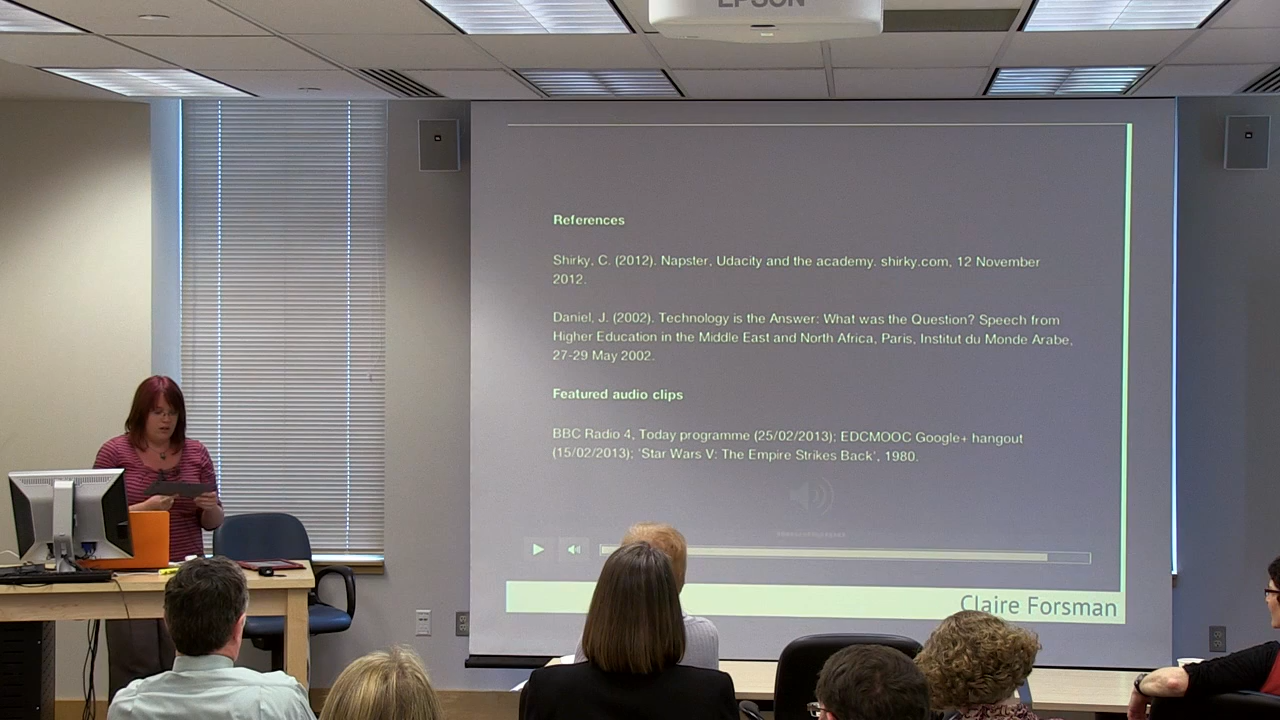 EPSON
References
Shirky, C. (2012). Napster, Udacity and the academy. shirky.com, 12 November
2012.
Daniel, J. (2002). Technology is the Answer: What was the Question? Speech from
Higher Education in the Middle East and North Africa, Paris, Institut du Monde Arabe,
27-29 May 2002.
Featured audio clips
BBC Radio 4, Today programme (25/02/2013); EDCMOOC Google+ hangout
(15/02/2013); 'Star Wars V: The Empire Strikes Back', 1980.
Claire Forsman